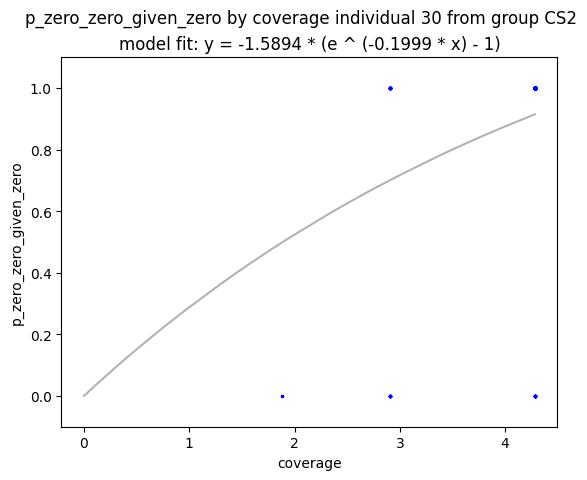 p_zero_zero_given_zero by coverage individual 30 from group CS2
model fit: y = -1.5894 * (e ^ (-0.1999 * x) - 1)
1.0
0.8
0.6
0.4
0.2
0.0
p_zero_zero_given_zero
0 1 2 3 4
coverage